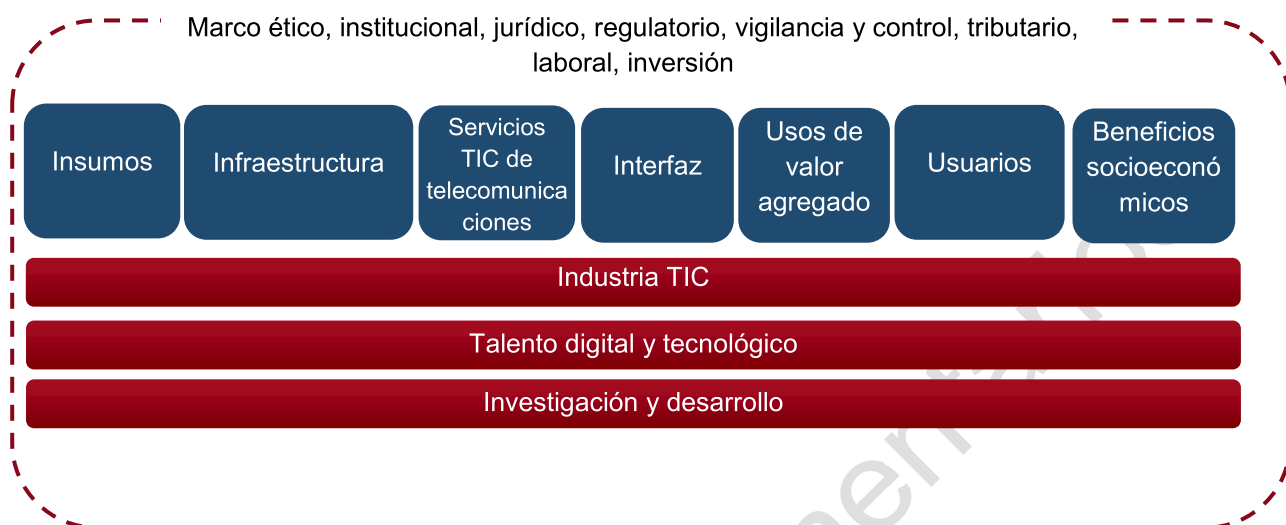 Marco ético, institucional, jurídico, regulatorio, vigilancia y control, tributario,
laboral, inversión
Insumos
Infraestructura
Servicios
TIC de
telecomunica
ciones
Interfaz
Usos de
valor
agregado
Usuarios
Beneficios
socioeconó
micos
Industria TIC
Talento digital y tecnológico
Investigación y desarrollo